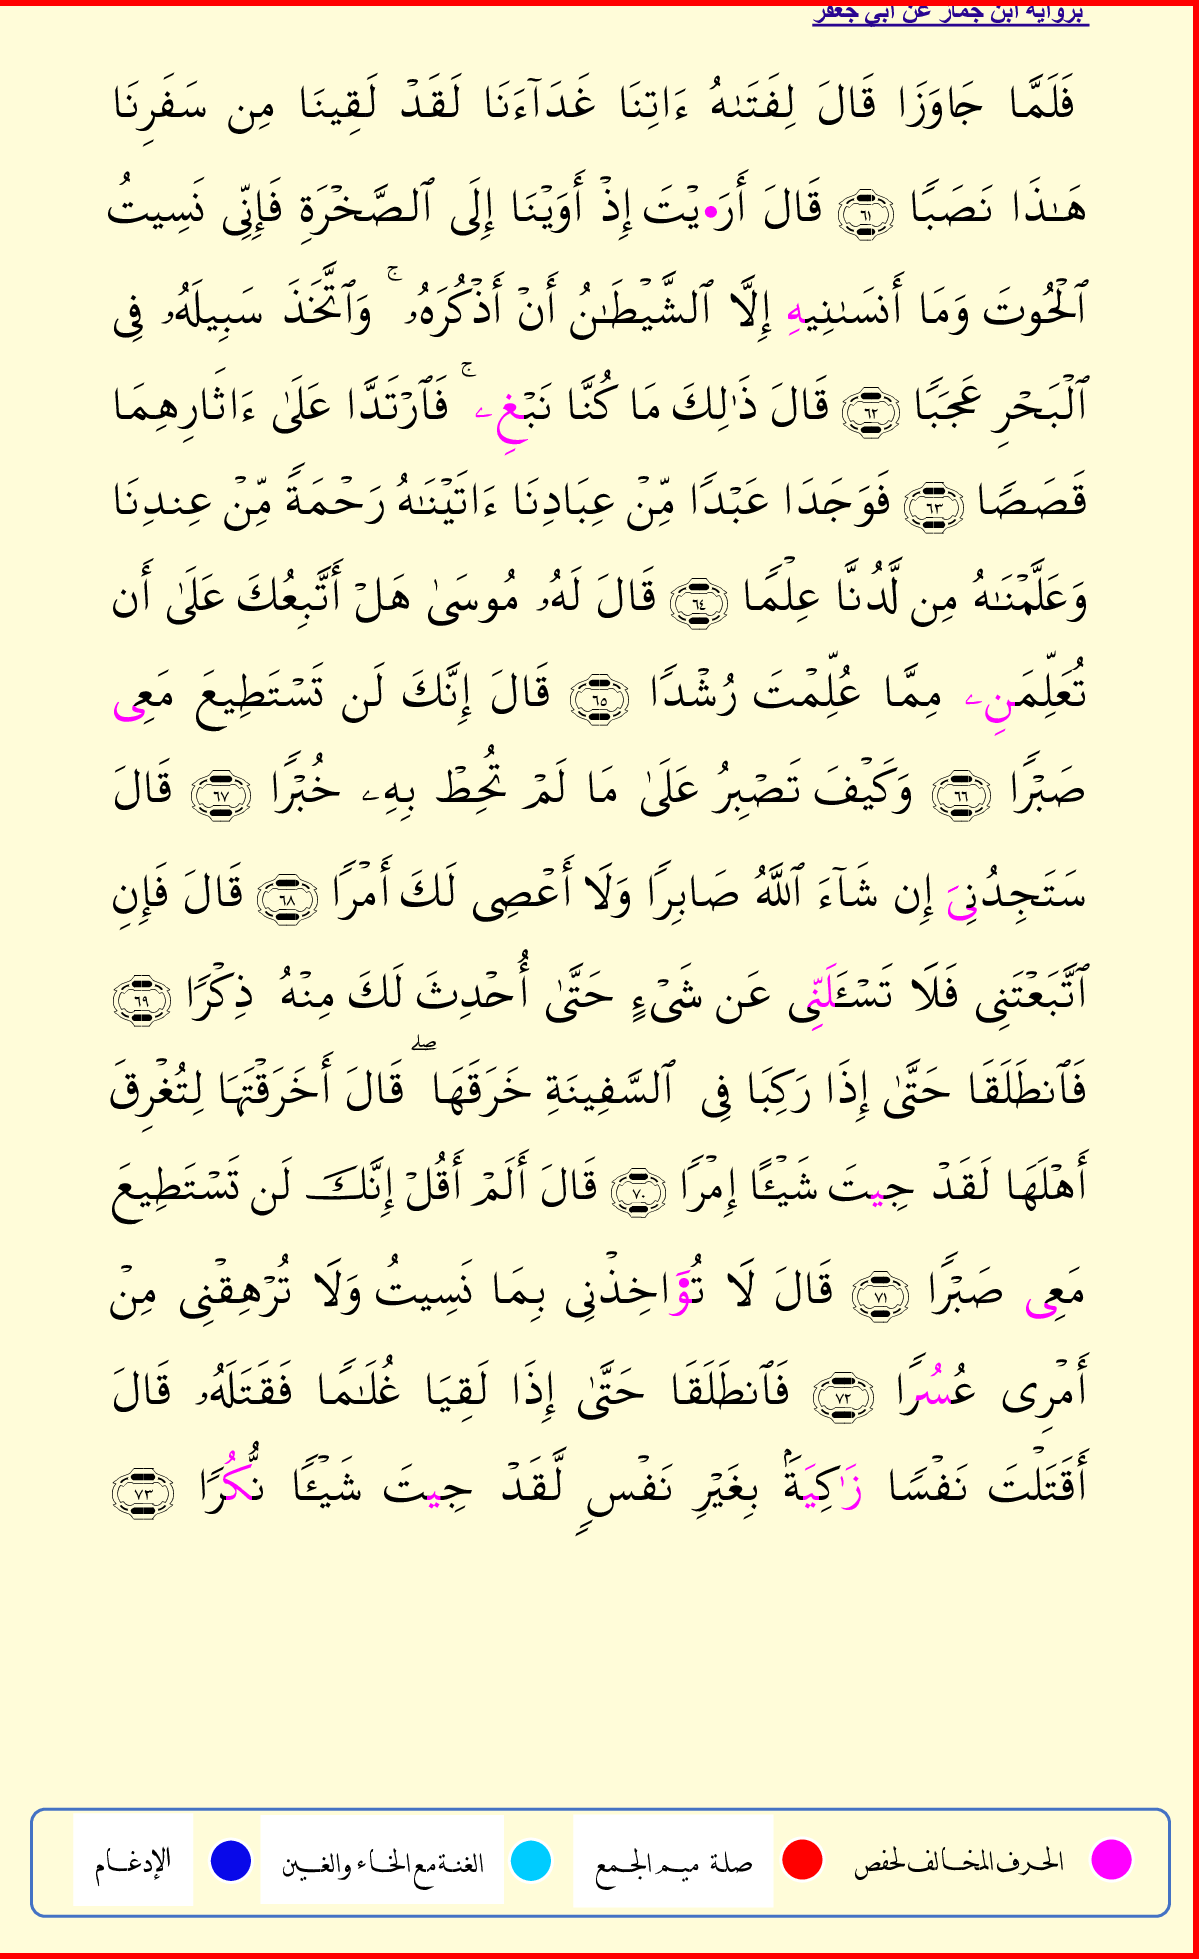 برواية ابن جماز عن أبي جعفر
فَلَمَّا جَاوَزَا قَالَ لِفَتَىٰهُ ءَاتِنَا غَدَآءَنَا لَقَدْ لَقِينَا مِن سَفَرِنَا
هَـٰذَا نَصَبًا ٦١ قَالَ أَرَ•يْتَ إِذْ أَوَيْنَا إِلَى ٱلصَّخْرَةِ فَإِنِّى نَسِيتُ
ٱلْحُوتَ وَمَا أَنسَىٰنِيهِ إِلَّا ٱلشَّيْطَـٰنُ أَنْ أَذْكُرَهُۥ ۚ وَٱتَّخَذَ سَبِيلَهُۥ فِى
ٱلْبَحْرِ عَجَبًا ٦٢ قَالَ ذَٰلِكَ مَا كُنَّا نَبْغِۦ ۚ فَٱرْتَدَّا عَلَىٰ ءَاثَارِهِمَا
قَصَصًا ٦٣ فَوَجَدَا عَبْدًا مِّنْ عِبَادِنَا ءَاتَيْنَـٰهُ رَحْمَةً مِّنْ عِندِنَا
وَعَلَّمْنَـٰهُ مِن لَّدُنَّا عِلْمًا ٦٤ قَالَ لَهُۥ مُوسَىٰ هَلْ أَتَّبِعُكَ عَلَىٰ أَن
تُعَلِّمَنِۦ مِمَّا عُلِّمْتَ رُشْدًا ٦٥ قَالَ إِنَّكَ لَن تَسْتَطِيعَ مَعِى
صَبْرًا ٦٦ وَكَيْفَ تَصْبِرُ عَلَىٰ مَا لَمْ تُحِطْ بِهِۦ خُبْرًا ٦٧ قَالَ
سَتَجِدُنِىَ إِن شَآءَ ٱللَّهُ صَابِرًا وَلَا أَعْصِى لَكَ أَمْرًا ٦٨ قَالَ فَإِنِ
ٱتَّبَعْتَنِى فَلَا تَسْـَٔلَنِّى عَن شَىْءٍ حَتَّىٰ أُحْدِثَ لَكَ مِنْهُ ذِكْرًا ٦٩
فَٱنطَلَقَا حَتَّىٰ إِذَا رَكِبَا فِى ٱلسَّفِينَةِ خَرَقَهَا ۖ قَالَ أَخَرَقْتَهَا لِتُغْرِقَ
أَهْلَهَا لَقَدْ جِيتَ شَيْـًٔا إِمْرًا ٧٠ قَالَ أَلَمْ أَقُلْ إِنَّكَ لَن تَسْتَطِيعَ
مَعِى صَبْرًا ٧١ قَالَ لَا تُوَ•اخِذْنِى بِمَا نَسِيتُ وَلَا تُرْهِقْنِى مِنْ
أَمْرِى عُسُرًا ٧٢ فَٱنطَلَقَا حَتَّىٰ إِذَا لَقِيَا غُلَـٰمًا فَقَتَلَهُۥ قَالَ
أَقَتَلْتَ نَفْسًا زَٰكِيَةَۢ بِغَيْرِ نَفْسٍ لَّقَدْ جِيتَ شَيْـًٔا نُّكُرًا ٧٣
الحرف المخالف لحفص صلة ميم الجمع الغنة مع الخاء والغين الإدغام